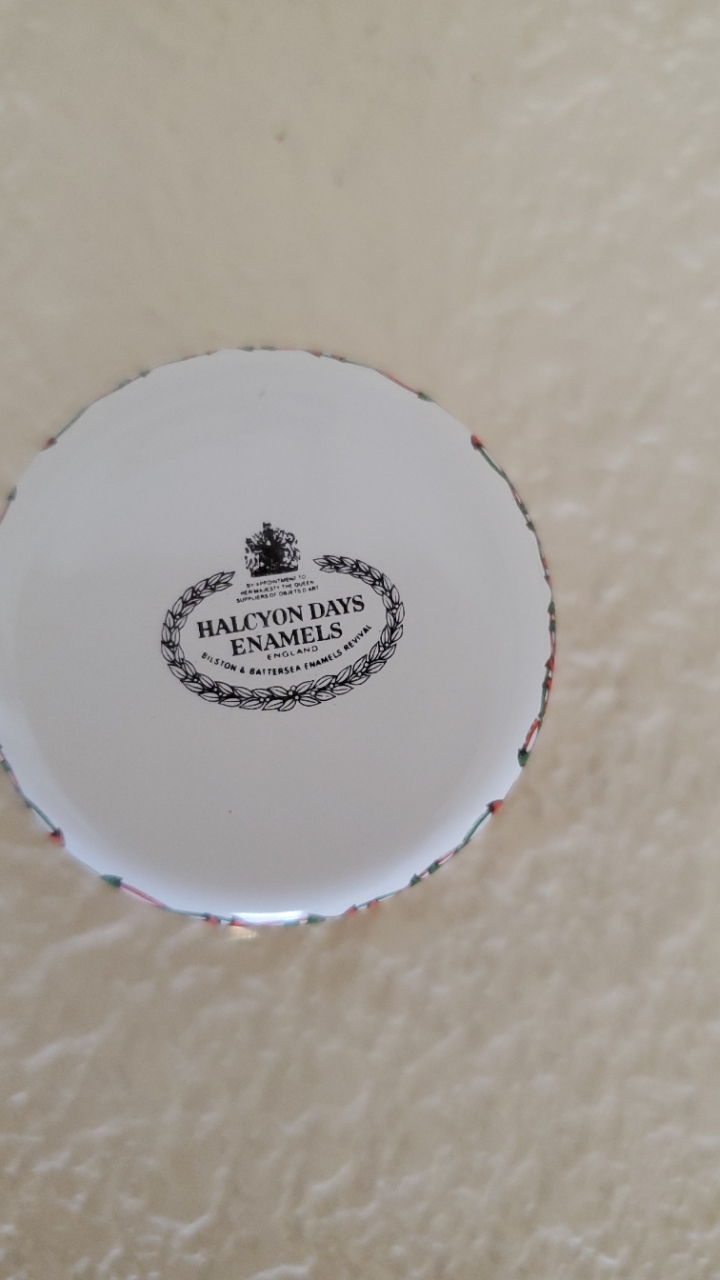 BY APPOINTMENT TO
HER MAJESTY THE QUEEN
SUPPLIERS OF OBJETS D'ART
HALCYON DAYS
ENAMELS
ENGLAND
BILSTON & BATTERSEA ENAMELS REVIVAL